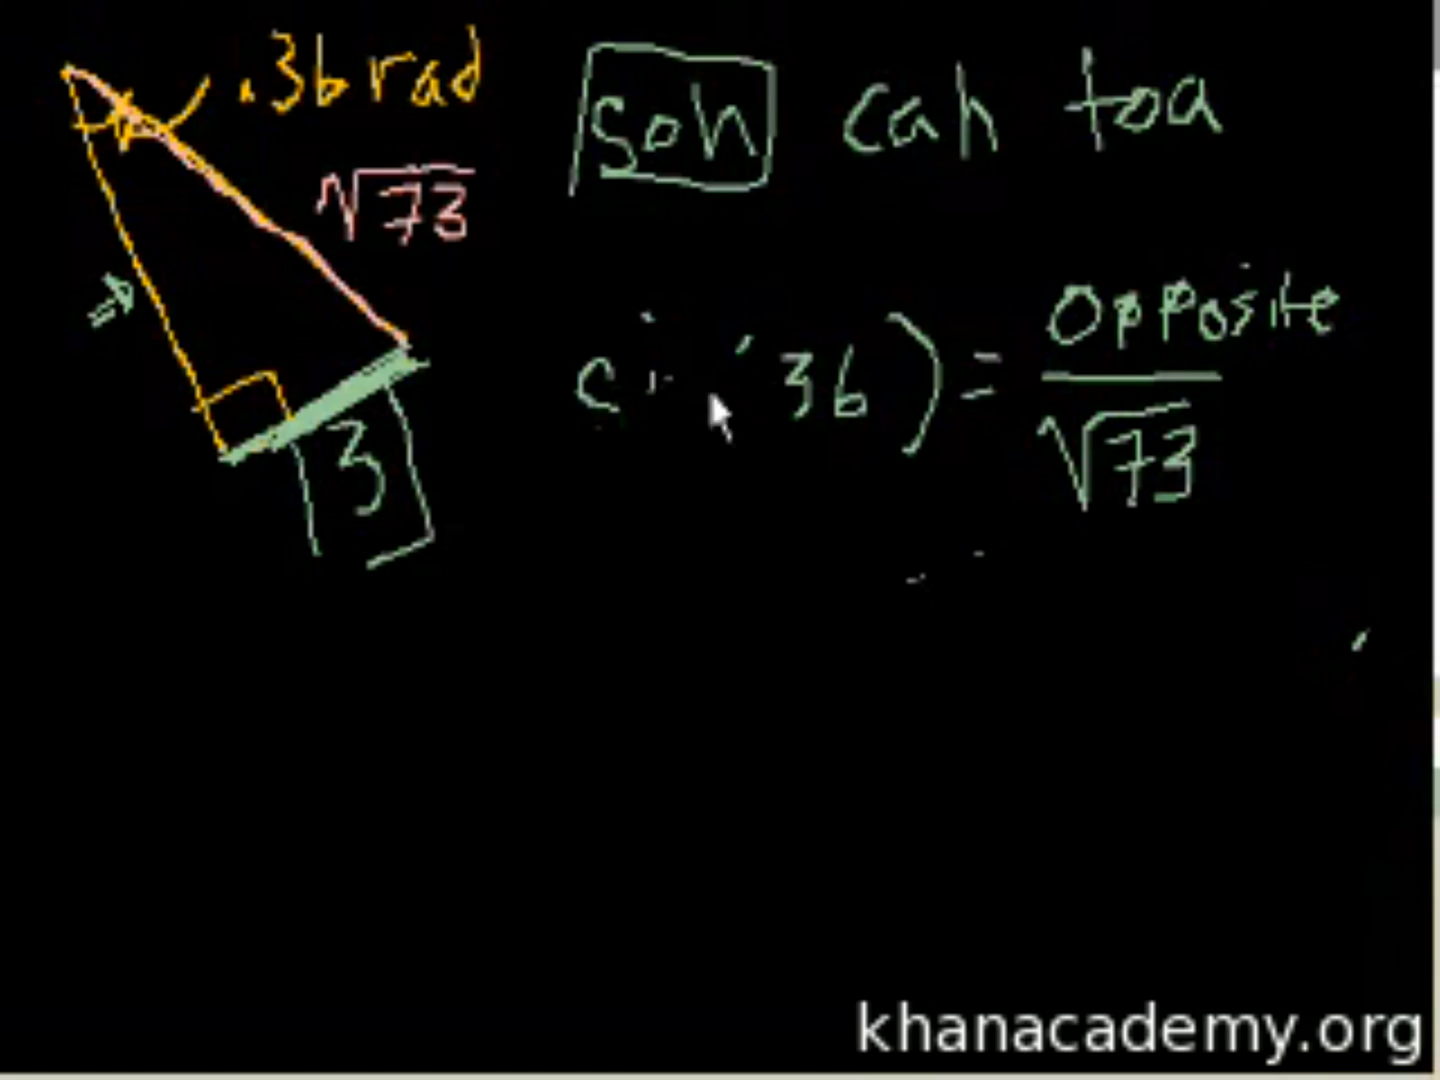 .36 rad
soh cah toa
√73
36) = opposite
√73
3
khanacademy.org